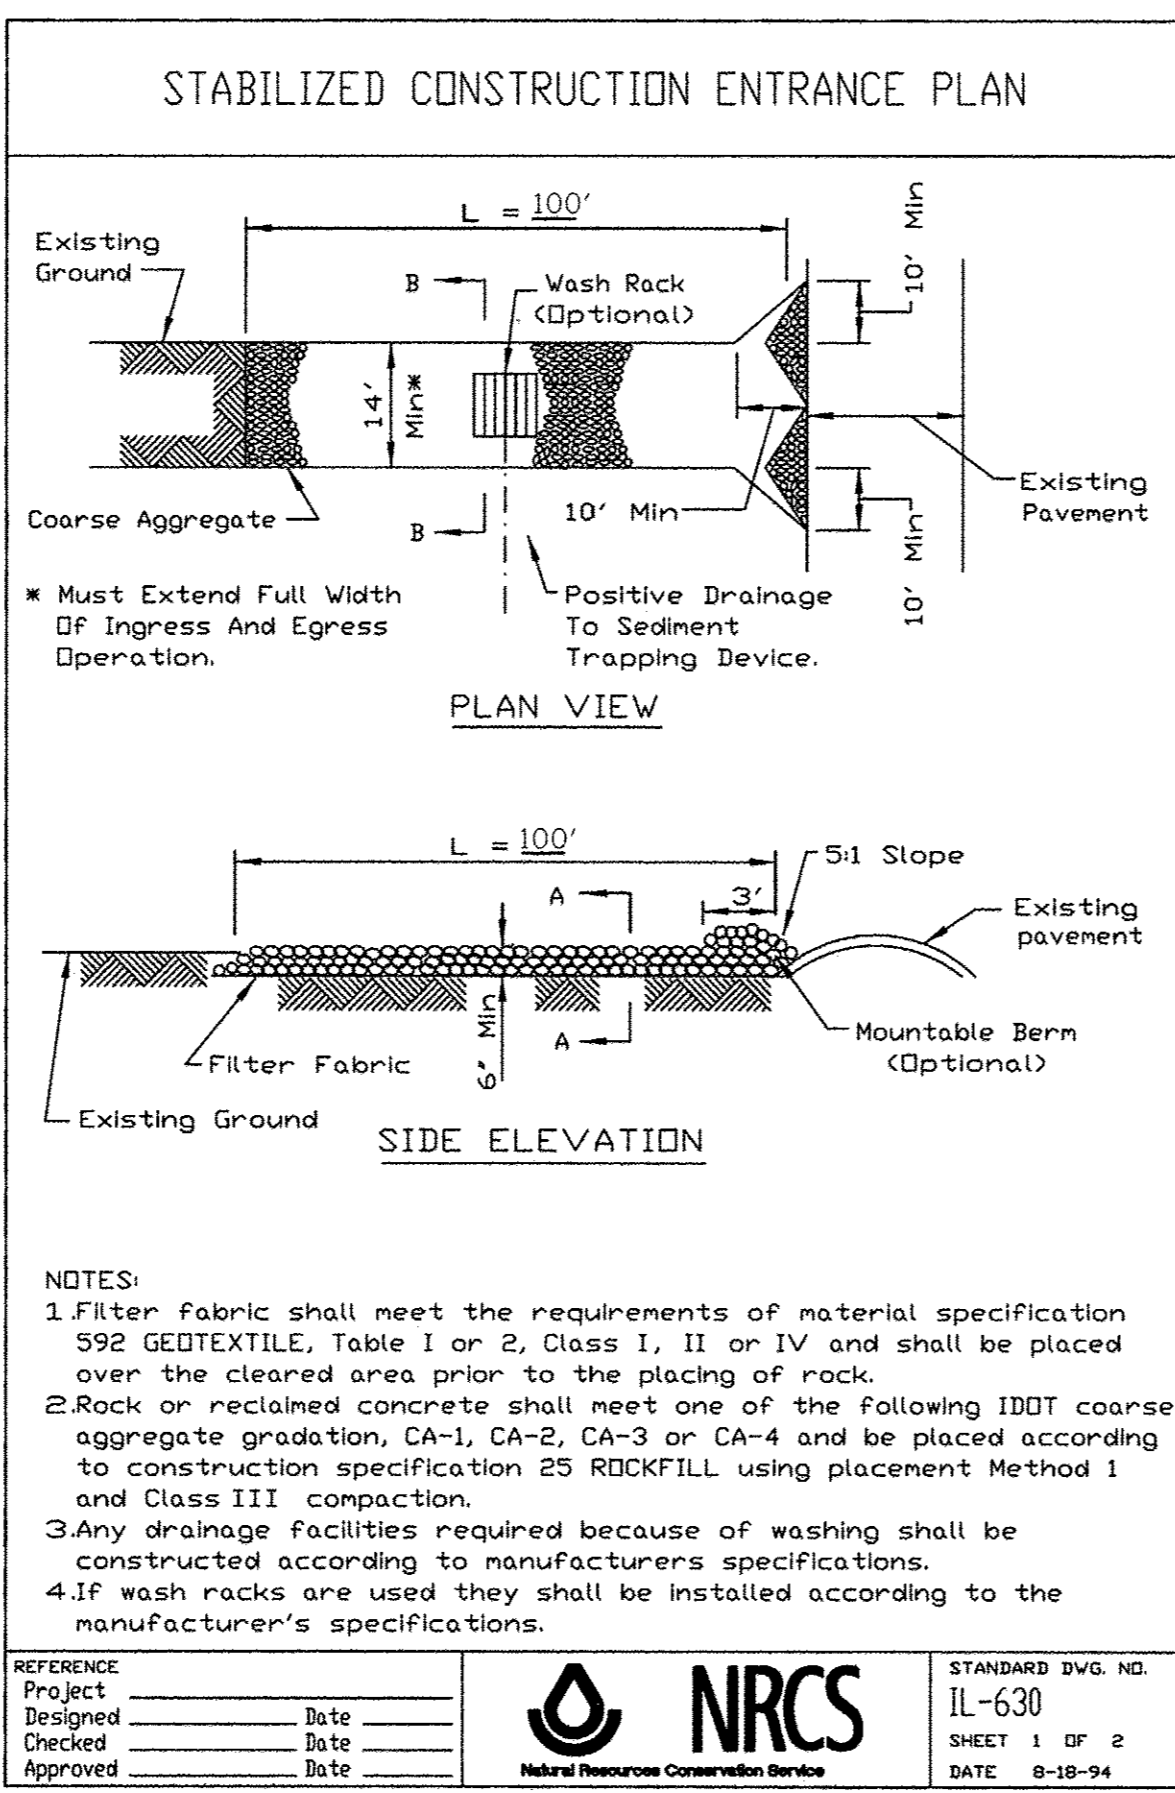 STABILIZED CONSTRUCTION ENTRANCE PLAN
L = 100'
Existing
Ground
B
Wash Rack
(Optional)
10' Min
14'
Min*
Coarse Aggregate
B
10' Min
Existing
Pavement
10' Min
* Must Extend Full Width
Of Ingress And Egress
Operation.
Positive Drainage
To Sediment
Trapping Device.
PLAN VIEW
L = 100'
5:1 Slope
A
3'
Existing
pavement
6" Min
A
Mountable Berm
(Optional)
Filter Fabric
Existing Ground
SIDE ELEVATION
NOTES:
1.Filter fabric shall meet the requirements of material specification
592 GEOTEXTILE, Table I or 2, Class I, II or IV and shall be placed
over the cleared area prior to the placing of rock.
2.Rock or reclaimed concrete shall meet one of the following IDOT coarse
aggregate gradation, CA-1, CA-2, CA-3 or CA-4 and be placed according
to construction specification 25 ROCKFILL using placement Method 1
and Class III compaction.
3.Any drainage facilities required because of washing shall be
constructed according to manufacturers specifications.
4.If wash racks are used they shall be installed according to the
manufacturer's specifications.
REFERENCE
Project
Designed Date
Checked Date
Approved Date
NRCS
Natural Resources Conservation Service
STANDARD DWG. NO.
IL-630
SHEET 1 OF 2
DATE 8-18-94